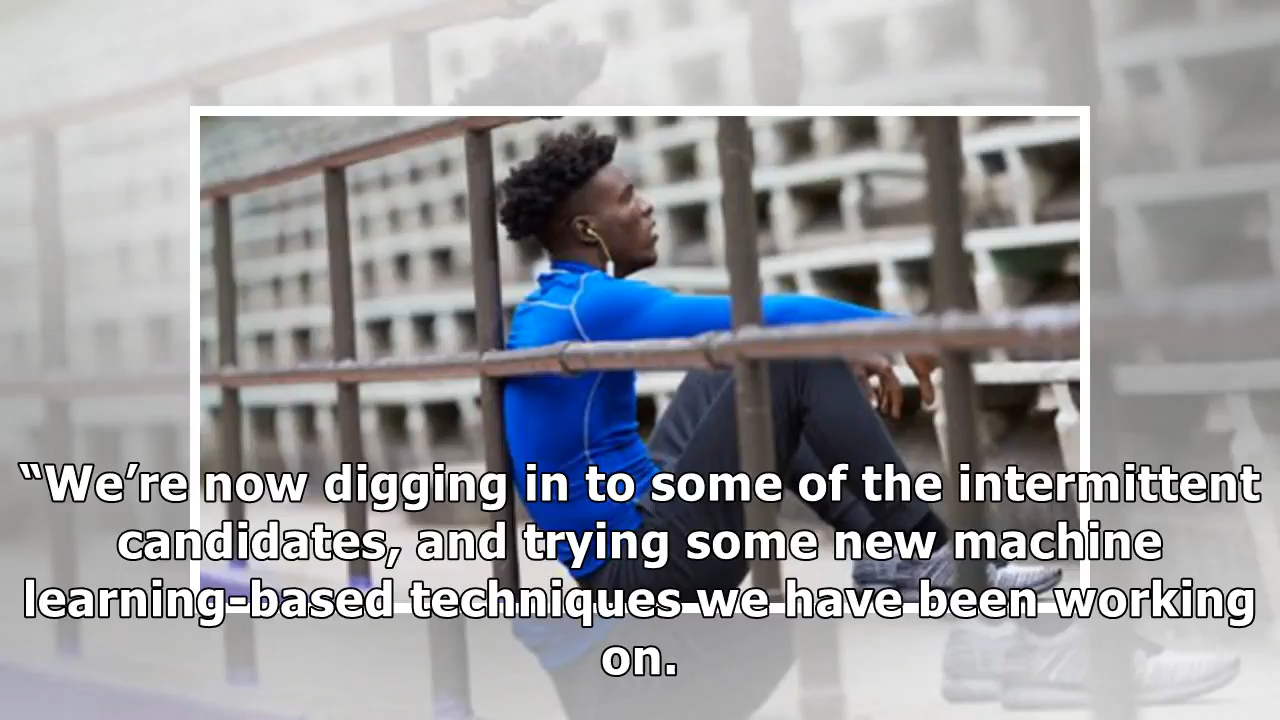 “We’re now digging in to some of the intermittent
candidates, and trying some new machine
learning-based techniques we have been working
on.